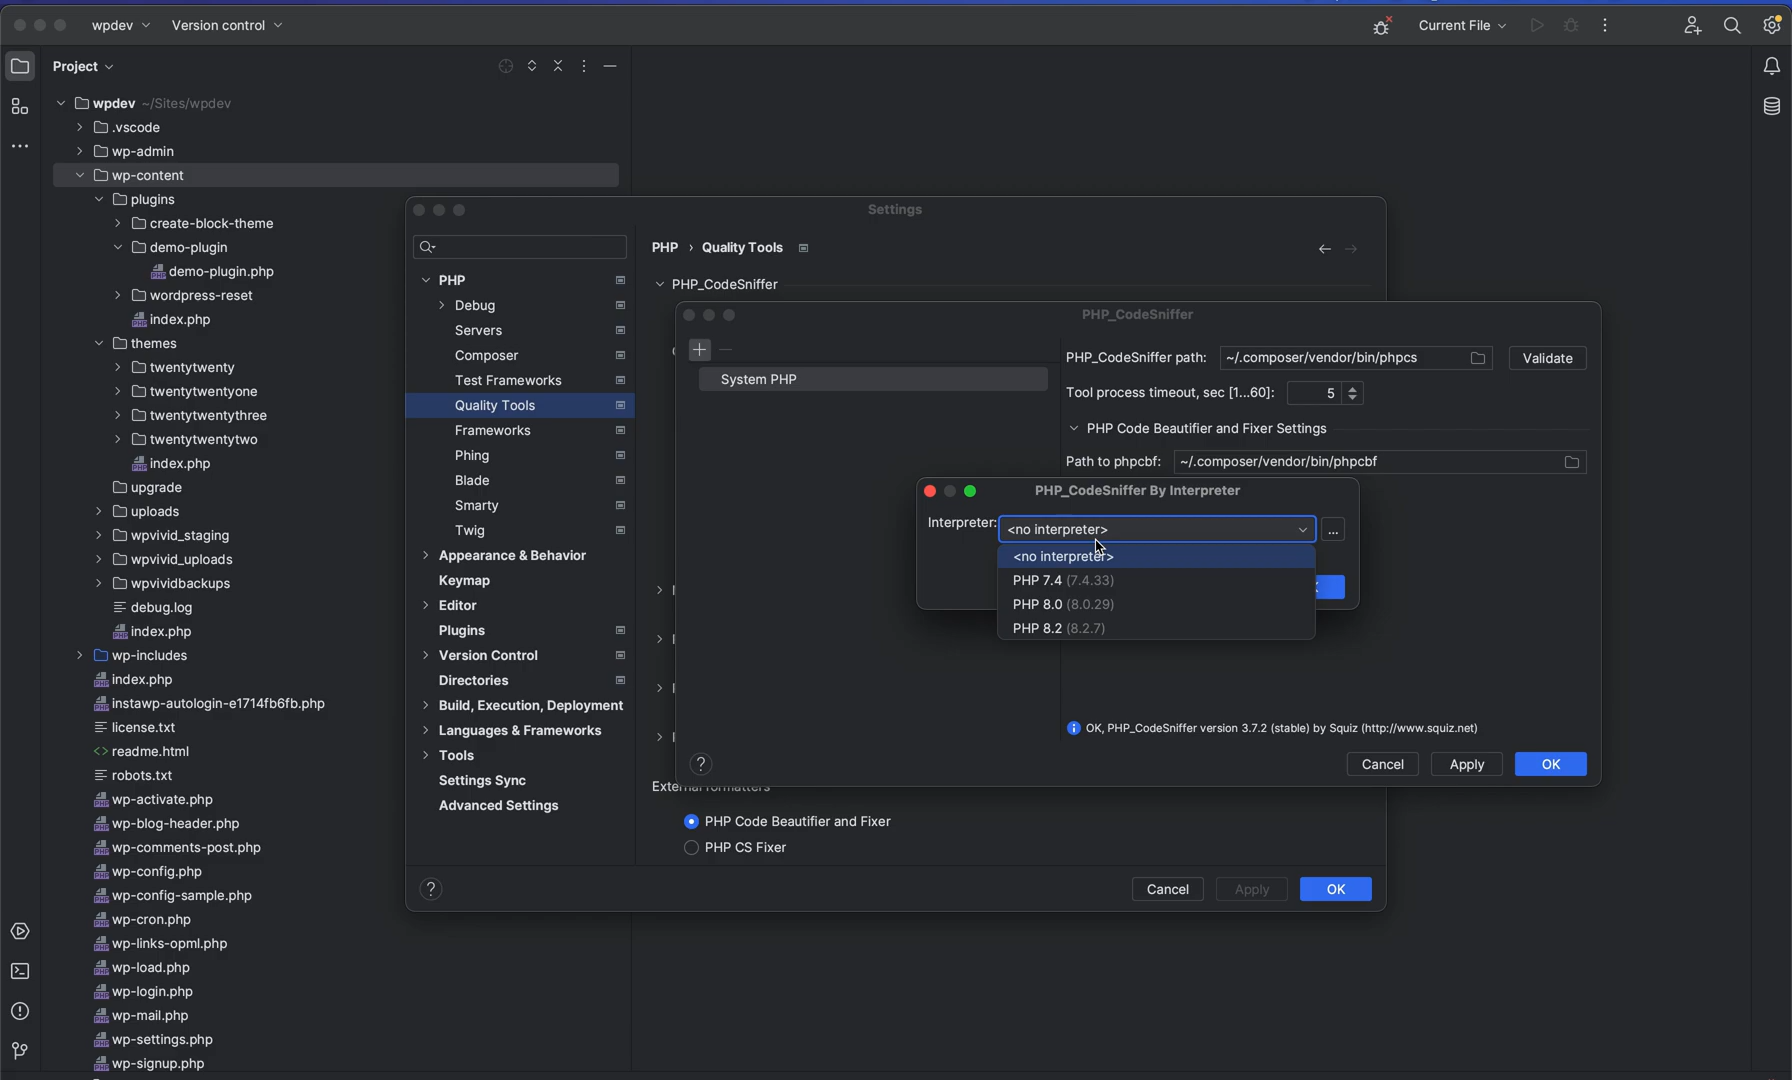 wpdev
Version control
Current File
Project
wpdev ~/Sites/wpdev
.vscode
wp-admin
wp-content
plugins
create-block-theme
demo-plugin
demo-plugin.php
wordpress-reset
index.php
themes
twentytwenty
twentytwentyone
twentytwentythree
twentytwentytwo
index.php
upgrade
uploads
wpvivid_staging
wpvivid_uploads
wpvividbackups
debug.log
index.php
wp-includes
index.php
instawp-autologin-e1714fb6fb.php
license.txt
readme.html
robots.txt
wp-activate.php
wp-blog-header.php
wp-comments-post.php
wp-config.php
wp-config-sample.php
wp-cron.php
wp-links-opml.php
wp-load.php
wp-login.php
wp-mail.php
wp-settings.php
wp-signup.php
Settings
PHP
Debug
Servers
Composer
Test Frameworks
Quality Tools
Frameworks
Phing
Blade
Smarty
Twig
Appearance & Behavior
Keymap
Editor
Plugins
Version Control
Directories
Build, Execution, Deployment
Languages & Frameworks
Tools
Settings Sync
Advanced Settings
PHP › Quality Tools
PHP_CodeSniffer
PHP_CodeSniffer
System PHP
PHP_CodeSniffer path: ~/.composer/vendor/bin/phpcs Validate
Tool process timeout, sec [1...60]: 5
PHP Code Beautifier and Fixer Settings
Path to phpcbf: ~/.composer/vendor/bin/phpcbf
PHP_CodeSniffer By Interpreter
Interpreter: <no interpreter> ...
<no interpreter>
PHP 7.4 (7.4.33)
PHP 8.0 (8.0.29)
PHP 8.2 (8.2.7)
OK, PHP_CodeSniffer version 3.7.2 (stable) by Squiz (http://www.squiz.net)
? Cancel Apply OK
External formatters
PHP Code Beautifier and Fixer
PHP CS Fixer
? Cancel Apply OK